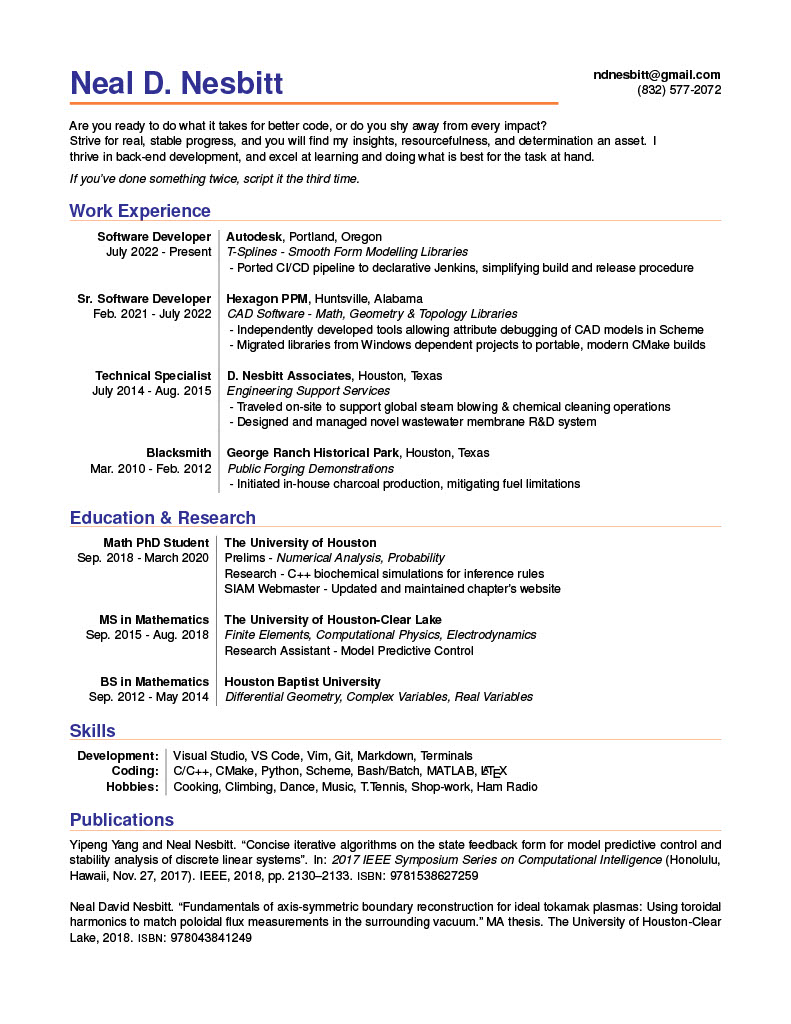 Neal D. Nesbitt
ndnesbitt@gmail.com
(832) 577-2072
Are you ready to do what it takes for better code, or do you shy away from every impact?
Strive for real, stable progress, and you will find my insights, resourcefulness, and determination an asset. I
thrive in back-end development, and excel at learning and doing what is best for the task at hand.
If you've done something twice, script it the third time.
Work Experience
Software Developer Autodesk, Portland, Oregon
July 2022 - Present T-Splines - Smooth Form Modelling Libraries
- Ported CI/CD pipeline to declarative Jenkins, simplifying build and release procedure
Sr. Software Developer Hexagon PPM, Huntsville, Alabama
Feb. 2021 - July 2022 CAD Software - Math, Geometry & Topology Libraries
- Independently developed tools allowing attribute debugging of CAD models in Scheme
- Migrated libraries from Windows dependent projects to portable, modern CMake builds
Technical Specialist D. Nesbitt Associates, Houston, Texas
July 2014 - Aug. 2015 Engineering Support Services
- Traveled on-site to support global steam blowing & chemical cleaning operations
- Designed and managed novel wastewater membrane R&D system
Blacksmith George Ranch Historical Park, Houston, Texas
Mar. 2010 - Feb. 2012 Public Forging Demonstrations
- Initiated in-house charcoal production, mitigating fuel limitations
Education & Research
Math PhD Student The University of Houston
Sep. 2018 - March 2020 Prelims - Numerical Analysis, Probability
Research - C++ biochemical simulations for inference rules
SIAM Webmaster - Updated and maintained chapter's website
MS in Mathematics The University of Houston-Clear Lake
Sep. 2015 - Aug. 2018 Finite Elements, Computational Physics, Electrodynamics
Research Assistant - Model Predictive Control
BS in Mathematics Houston Baptist University
Sep. 2012 - May 2014 Differential Geometry, Complex Variables, Real Variables
Skills
Development: Visual Studio, VS Code, Vim, Git, Markdown, Terminals
Coding: C/C++, CMake, Python, Scheme, Bash/Batch, MATLAB, LATEX
Hobbies: Cooking, Climbing, Dance, Music, T.Tennis, Shop-work, Ham Radio
Publications
Yipeng Yang and Neal Nesbitt. "Concise iterative algorithms on the state feedback form for model predictive control and
stability analysis of discrete linear systems". In: 2017 IEEE Symposium Series on Computational Intelligence (Honolulu,
Hawaii, Nov. 27, 2017). IEEE, 2018, pp. 2130–2133. ISBN: 9781538627259
Neal David Nesbitt. "Fundamentals of axis-symmetric boundary reconstruction for ideal tokamak plasmas: Using toroidal
harmonics to match poloidal flux measurements in the surrounding vacuum." MA thesis. The University of Houston-Clear
Lake, 2018. ISBN: 978043841249